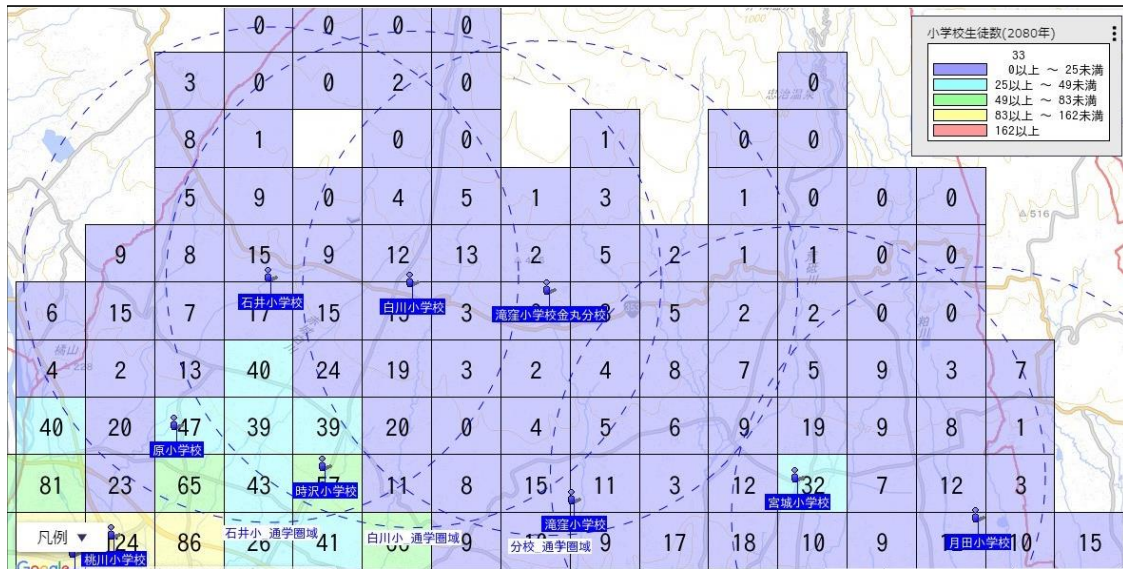 0 0 0 0
小学校生徒数(2080年)
33
0以上 ～ 25未満
25以上 ～ 49未満
49以上 ～ 83未満
83以上 ～ 162未満
162以上
3 0 0 2 0 0
忠治温泉
8 1 0 0 1 0 0
5 9 0 4 5 1 3 1 0 0 0
516
9 8 15 9 12 13 2 5 2 1 1 0 0
石井小学校
白川小学校
滝窪小学校金丸分校
6 15 7 17 15 3 5 2 2 0 0
228
4 2 13 40 24 19 3 2 4 8 7 5 9 3 7
40 20 47 39 39 20 0 4 5 6 9 19 9 8 1
原小学校
81 23 65 43 11 8 15 11 3 12 32 7 12 3
時沢小学校
宮城小学校
滝窪小学校
石井小 通学圏域
白川小 通学圏域
分校 通学圏域
凡例 ▼
86 26 41 9 9 17 18 10 9 10 15
桃川小学校
月田小学校
Google